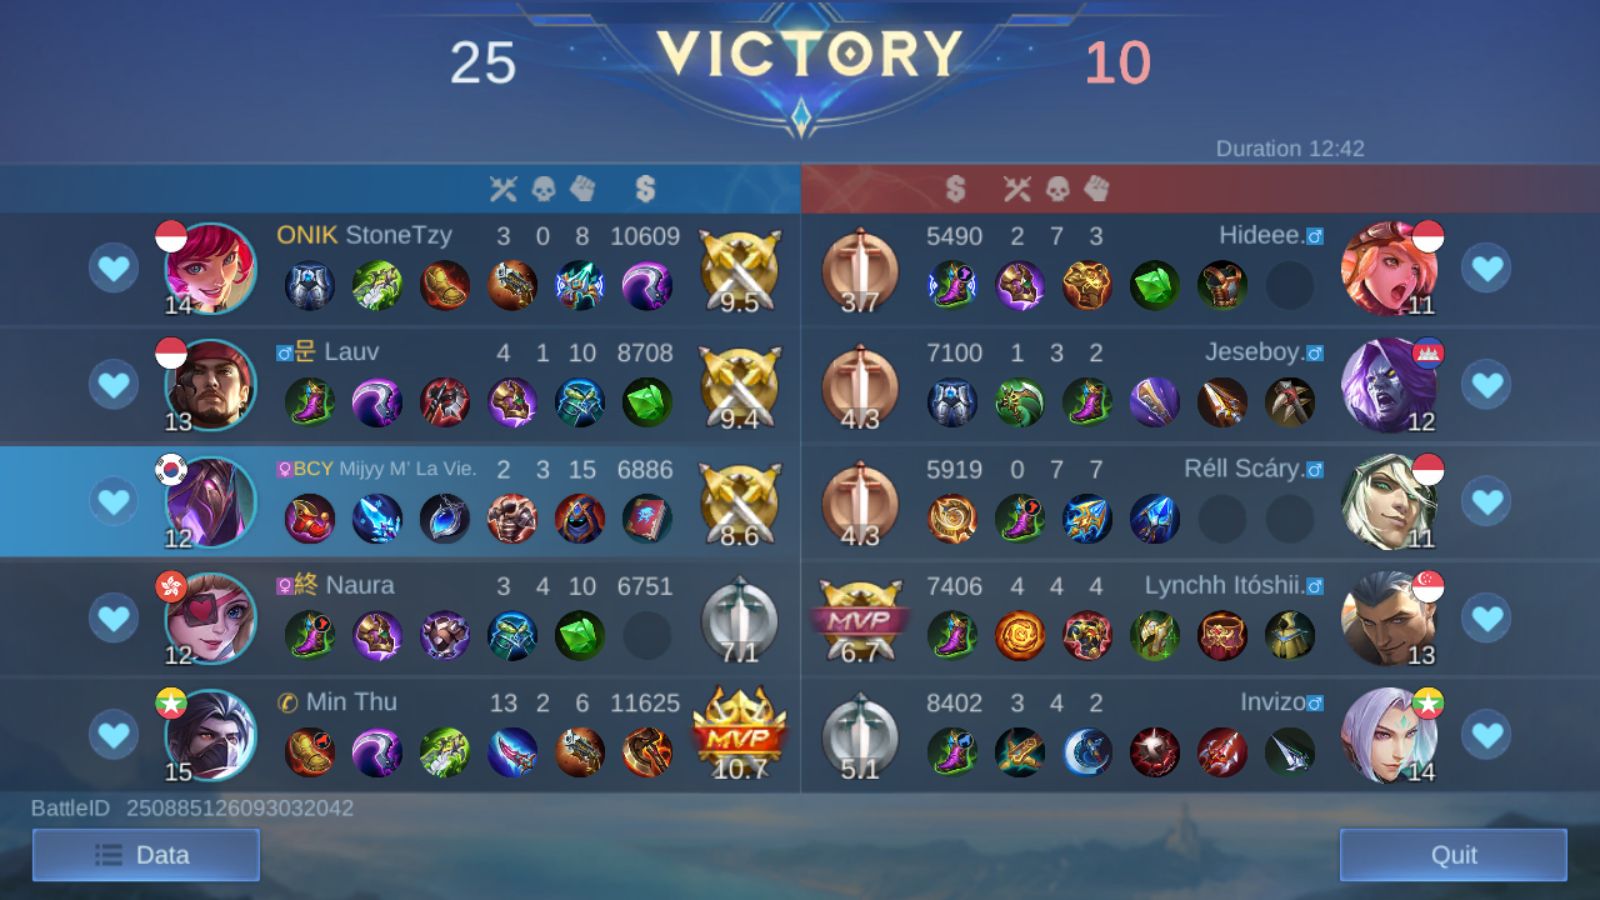 25 VICTORY 10
Duration 12:42
14 ONIK StoneTzy 3 0 8 10609 9.5
3.7 5490 2 7 3 Hideee.♂ 11
13 ♂문 Lauv 4 1 10 8708 9.4
4.3 7100 1 3 2 Jeseboy.♂ 12
12 ♀BCY Mijyy M' La Vie. 2 3 15 6886 8.6
4.3 5919 0 7 7 Réll Scáry.♂ 11
12 ♀終 Naura 3 4 10 6751 7.1
MVP 6.7 7406 4 4 4 Lynchh Itóshii.♂ 13
15 ✆ Min Thu 13 2 6 11625 MVP 10.7
5.1 8402 3 4 2 Invizo♂ 14
BattleID 250885126093032042
Data
Quit